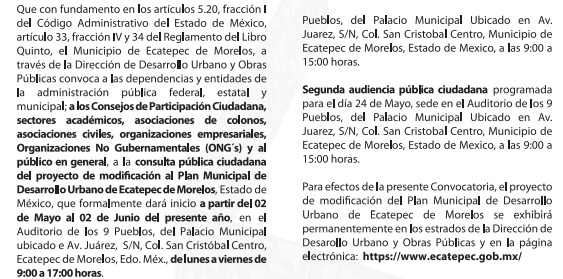 Que con fundamento en los artículos 5.20, fracción I
del Código Administrativo del Estado de México,
artículo 33, fracción IV y 34 del Reglamento del Libro
Quinto, el Municipio de Ecatepec de Morelos, a
través de la Dirección de Desarrollo Urbano y Obras
Públicas convoca a las dependencias y entidades de
la administración pública federal, estatal y
municipal; a los Consejos de Participación Ciudadana,
sectores académicos, asociaciones de colonos,
asociaciones civiles, organizaciones empresariales,
Organizaciones No Gubernamentales (ONG´s) y al
público en general, a la consulta pública ciudadana
del proyecto de modificación al Plan Municipal de
Desarrollo Urbano de Ecatepec de Morelos, Estado de
México, que formalmente dará inicio a partir del 02
de Mayo al 02 de Junio del presente año, en el
Auditorio de los 9 Pueblos, del Palacio Municipal
ubicado e Av. Juárez, S/N, Col. San Cristóbal Centro,
Ecatepec de Morelos, Edo. Méx., de lunes a viernes de
9:00 a 17:00 horas.
Pueblos, del Palacio Municipal Ubicado en Av.
Juarez, S/N, Col. San Cristobal Centro, Municipio de
Ecatepec de Morelos, Estado de Mexico, a las 9:00 a
15:00 horas.
Segunda audiencia pública ciudadana programada
para el día 24 de Mayo, sede en el Auditorio de los 9
Pueblos, del Palacio Municipal Ubicado en Av.
Juarez, S/N, Col. San Cristobal Centro, Municipio de
Ecatepec de Morelos, Estado de Mexico, a las 9:00 a
15:00 horas.
Para efectos de la presente Convocatoria, el proyecto
de modificación del Plan Municipal de Desarrollo
Urbano de Ecatepec de Morelos se exhibirá
permanentemente en los estrados de la Dirección de
Desarollo Urbano y Obras Públicas y en la página
electrónica: https://www.ecatepec.gob.mx/